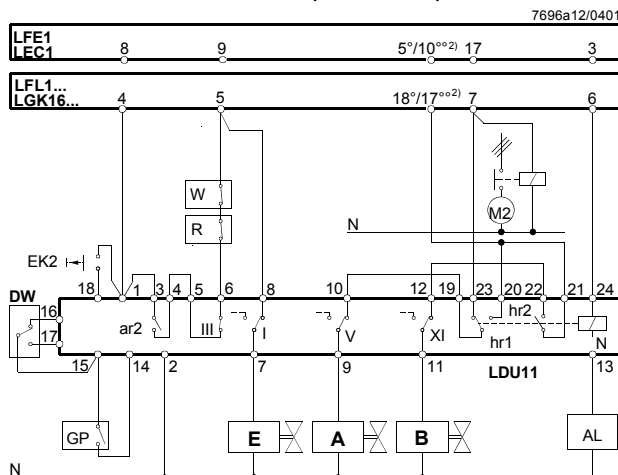 7696a12/0401
LFE1
LEC1
8 9 5°/10°°²⁾ 17 3
LFL1...
LGK16...
4 5 18°/17°°²⁾ 7 6
W
R
M2
N
EK2
18 1 3 4 5 6 8 10 12 19 23 20 22 21 24
DW
16
17
ar2 III I V XI hr1 hr2 N
15 14 2 7 9 11 LDU11 13
GP E A B AL
N